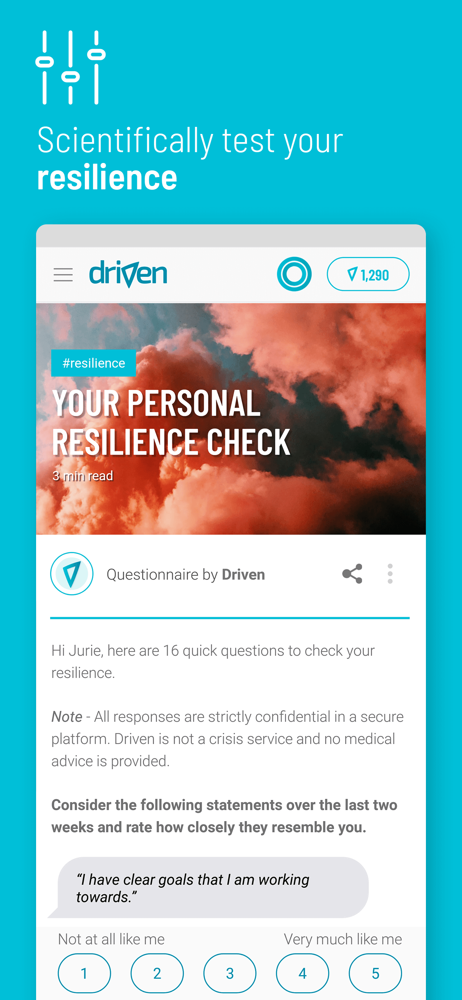 Scientifically test your
resilience
driven
1,290
#resilience
YOUR PERSONAL
RESILIENCE CHECK
3 min read
Questionnaire by Driven
Hi Jurie, here are 16 quick questions to check your
resilience.
Note - All responses are strictly confidential in a secure
platform. Driven is not a crisis service and no medical
advice is provided.
Consider the following statements over the last two
weeks and rate how closely they resemble you.
“I have clear goals that I am working
towards.”
Not at all like me Very much like me
1 2 3 4 5